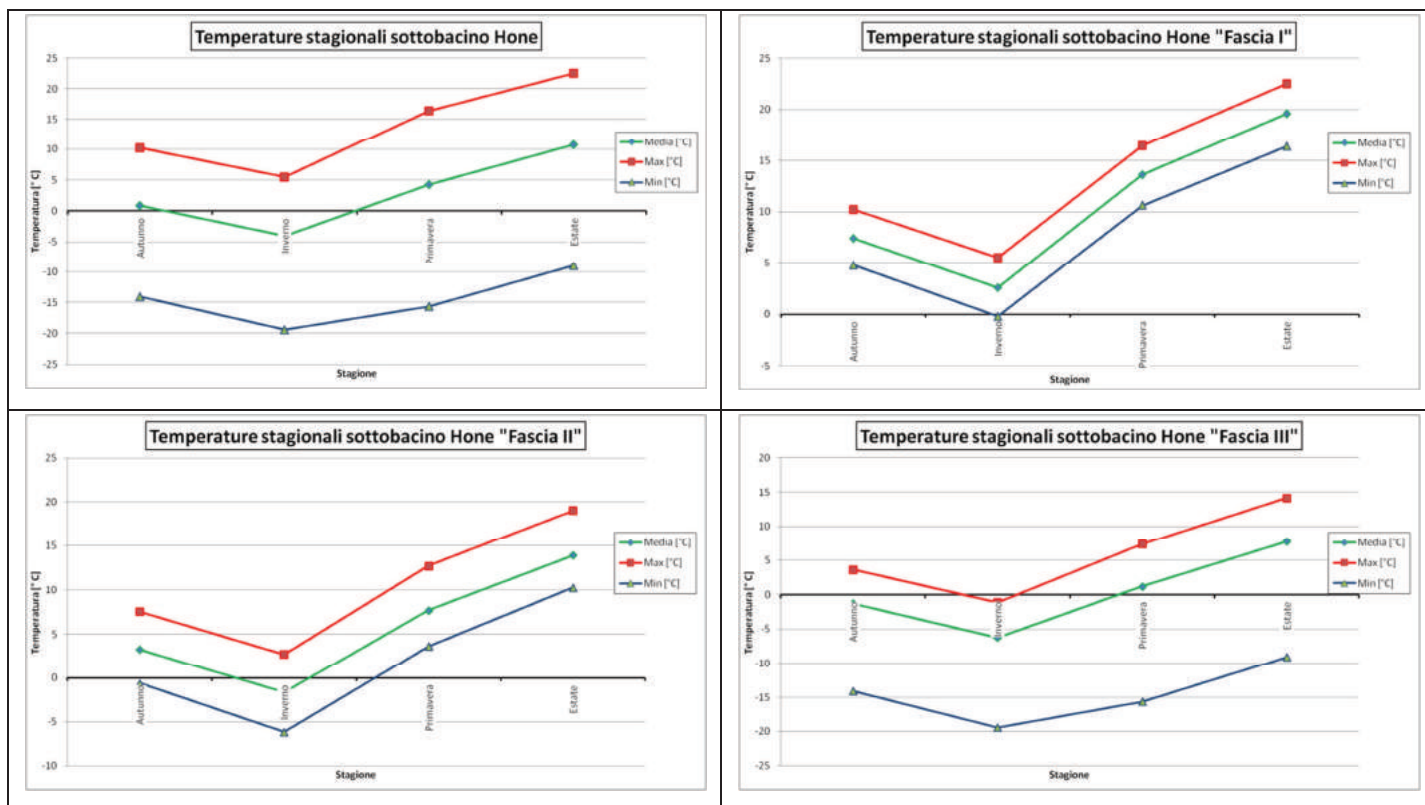 Temperature stagionali sottobacino Hone
25
20
15
10
5
0
-5
-10
-15
-20
-25
Temperatura [°C]
Autunno
Inverno
Primavera
Estate
Stagione
Media [°C]
Max [°C]
Min [°C]
Temperature stagionali sottobacino Hone "Fascia I"
25
20
15
10
5
0
-5
Temperatura [°C]
Autunno
Inverno
Primavera
Estate
Stagione
Media [°C]
Max [°C]
Min [°C]
Temperature stagionali sottobacino Hone "Fascia II"
25
20
15
10
5
0
-5
-10
Temperatura [°C]
Autunno
Inverno
Primavera
Estate
Stagione
Media [°C]
Max [°C]
Min [°C]
Temperature stagionali sottobacino Hone "Fascia III"
20
15
10
5
0
-5
-10
-15
-20
-25
Temperatura [°C]
Autunno
Inverno
Primavera
Estate
Stagione
Media [°C]
Max [°C]
Min [°C]